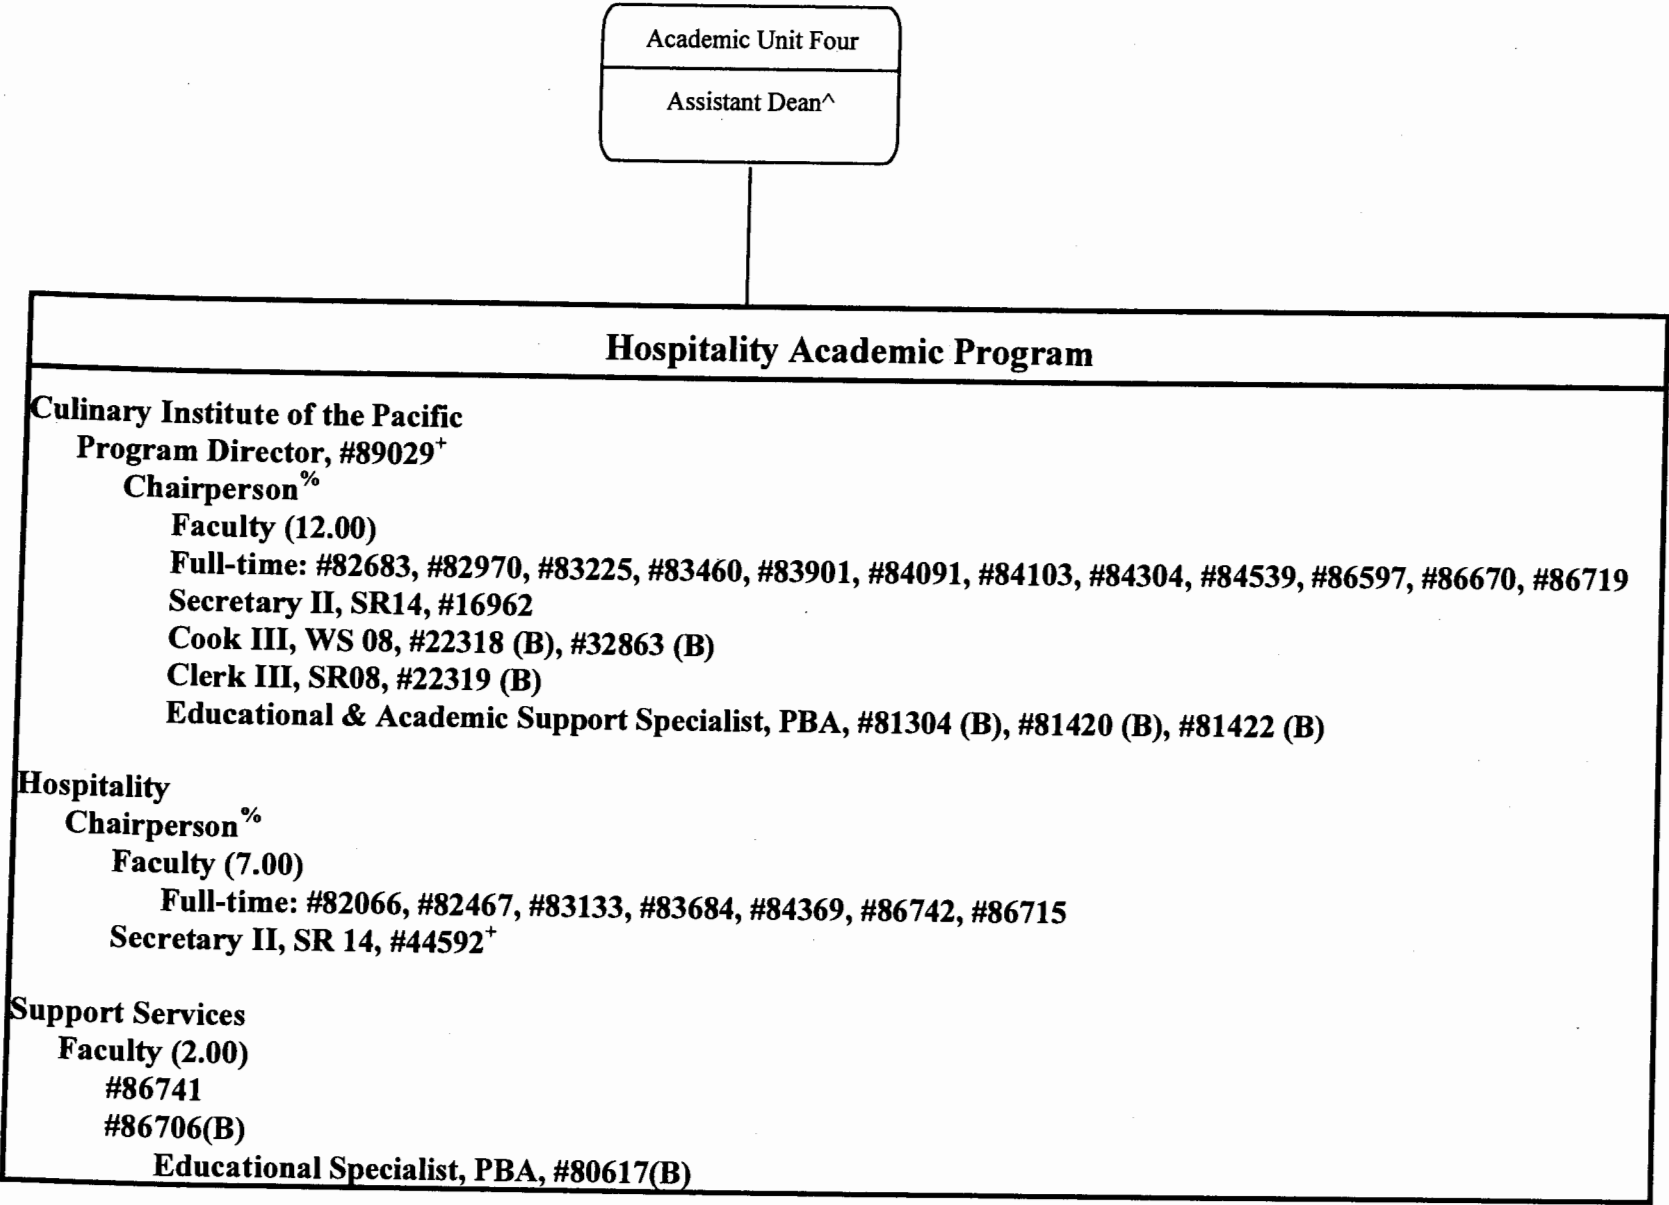 Academic Unit Four
Assistant Dean^
Hospitality Academic Program
Culinary Institute of the Pacific
Program Director, #89029+
Chairperson%
Faculty (12.00)
Full-time: #82683, #82970, #83225, #83460, #83901, #84091, #84103, #84304, #84539, #86597, #86670, #86719
Secretary II, SR14, #16962
Cook III, WS 08, #22318 (B), #32863 (B)
Clerk III, SR08, #22319 (B)
Educational & Academic Support Specialist, PBA, #81304 (B), #81420 (B), #81422 (B)
Hospitality
Chairperson%
Faculty (7.00)
Full-time: #82066, #82467, #83133, #83684, #84369, #86742, #86715
Secretary II, SR 14, #44592+
Support Services
Faculty (2.00)
#86741
#86706(B)
Educational Specialist, PBA, #80617(B)